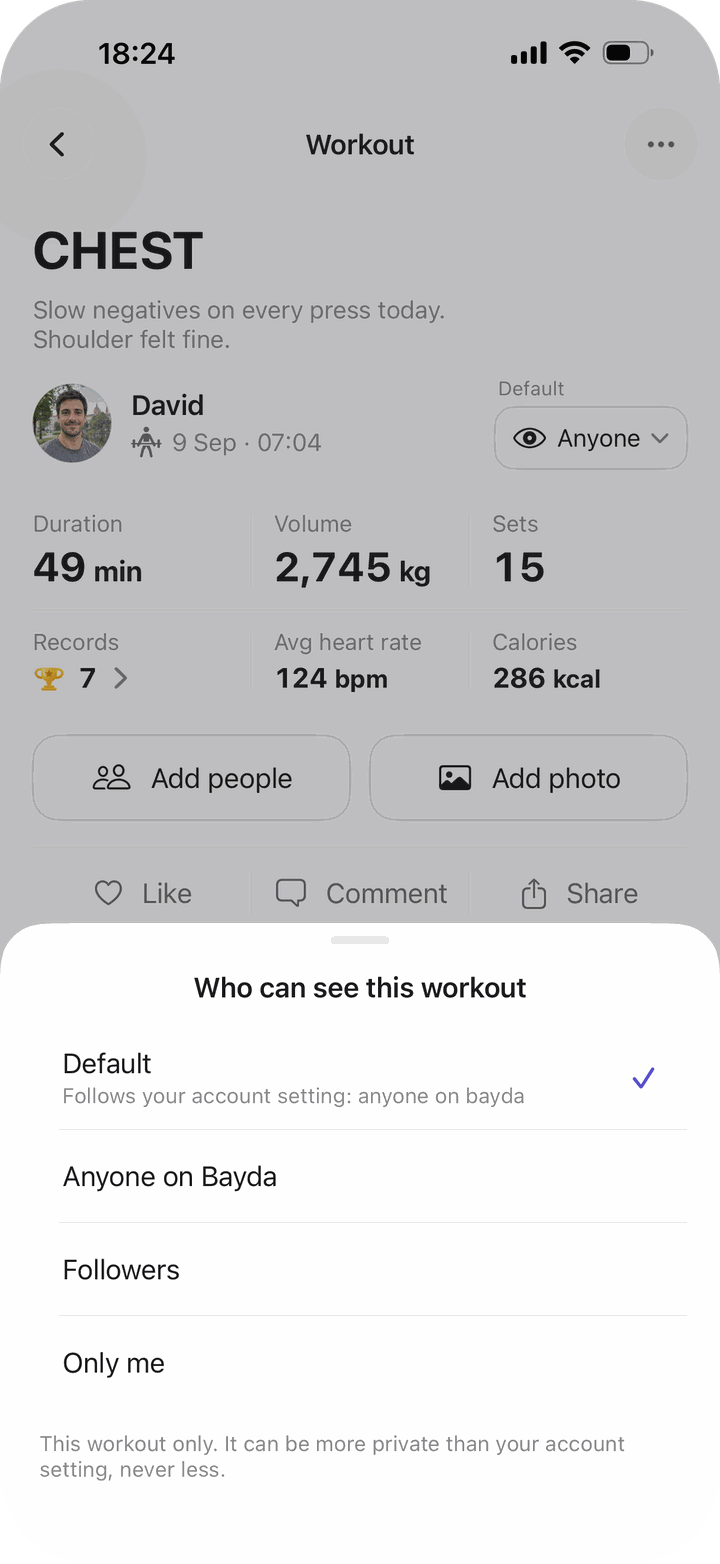 18:24
Workout
CHEST
Slow negatives on every press today.
Shoulder felt fine.
David
9 Sep · 07:04
Default
Anyone
Duration
49 min
Volume
2,745 kg
Sets
15
Records
7
Avg heart rate
124 bpm
Calories
286 kcal
Add people
Add photo
Like
Comment
Share
Who can see this workout
Default
Follows your account setting: anyone on bayda
Anyone on Bayda
Followers
Only me
This workout only. It can be more private than your account
setting, never less.